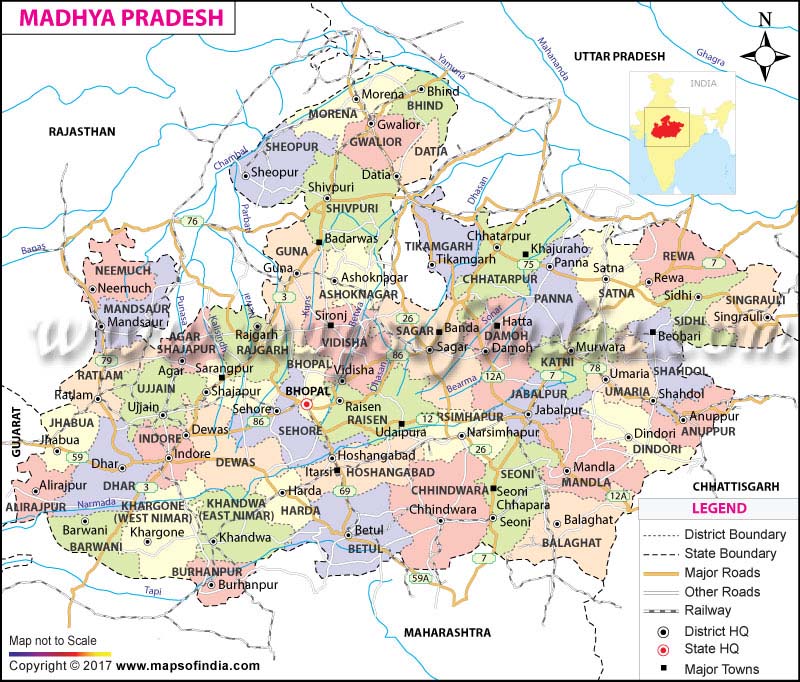 MADHYA PRADESH
N
UTTAR PRADESH
Mahananda
Ghagra
Yamuna
INDIA
RAJASTHAN
Morena
Bhind
BHIND
MORENA
Gwalior
GWALIOR
SHEOPUR
DATIA
Chambal
Sheopur
Datia
Shivpuri
SHIVPURI
Dhasan
Parbati
76
Banas
Badarwas
TIKAMGARH
Tikamgarh
Chhatarpur
Khajuraho
75
CHHATARPUR
Panna
PANNA
Satna
SATNA
REWA
Rewa
7
GUNA
Guna
Ashoknagar
ASHOKNAGAR
3
NEEMUCH
Neemuch
MANDSAUR
Mandsaur
Sidhi
SIDHI
SINGRAULI
Singrauli
Betwa
Sonar
26
Sironj
VIDISHA
Vidisha
SAGAR
Sagar
Banda
Hatta
DAMOH
Damoh
Beohari
Rajgarh
RAJGARH
AGAR
SHAJAPUR
Agar
Sarangpur
Shajapur
BHOPAL
BHOPAL
86
Dhasan
Bearma
KATNI
Murwara
78
Umaria
UMARIA
SHAHDOL
Shahdol
79
RATLAM
Ratlam
UJJAIN
Ujjain
12A
7
JABALPUR
Jabalpur
Anuppur
ANUPPUR
GUJARAT
JHABUA
Jhabua
59
Dewas
INDORE
Indore
Sehore
86
SEHORE
Raisen
RAISEN
Udaipura
12
RSIMHAPUR
Narsimhapur
26
Dindori
DINDORI
Dhar
DHAR
DEWAS
Hoshangabad
Itarsi
HOSHANGABAD
69
SEONI
Seoni
Chhapara
Seoni
Mandla
MANDLA
12A
CHHATTISGARH
Alirajpur
ALIRAJPUR
Narmada
3
KHARGONE
(WEST NIMAR)
Khargone
KHANDWA
(EAST NIMAR)
Khandwa
Harda
HARDA
CHHINDWARA
Chhindwara
Balaghat
BALAGHAT
Barwani
BARWANI
Betul
BETUL
7
59A
BURHANPUR
Burhanpur
3
Tapi
MAHARASHTRA
LEGEND
District Boundary
State Boundary
Major Roads
Other Roads
Railway
District HQ
State HQ
Major Towns
Map not to Scale
Copyright © 2017 www.mapsofindia.com